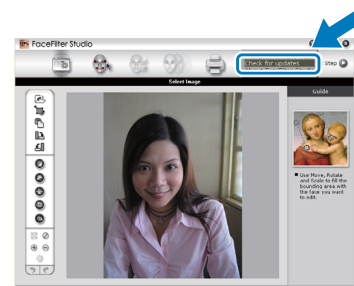 FaceFilter Studio
Check for updates
Step
Select Image
Guide
Use Move, Rotate
and Scale to fill the
bounding area with
the face you want
to edit.